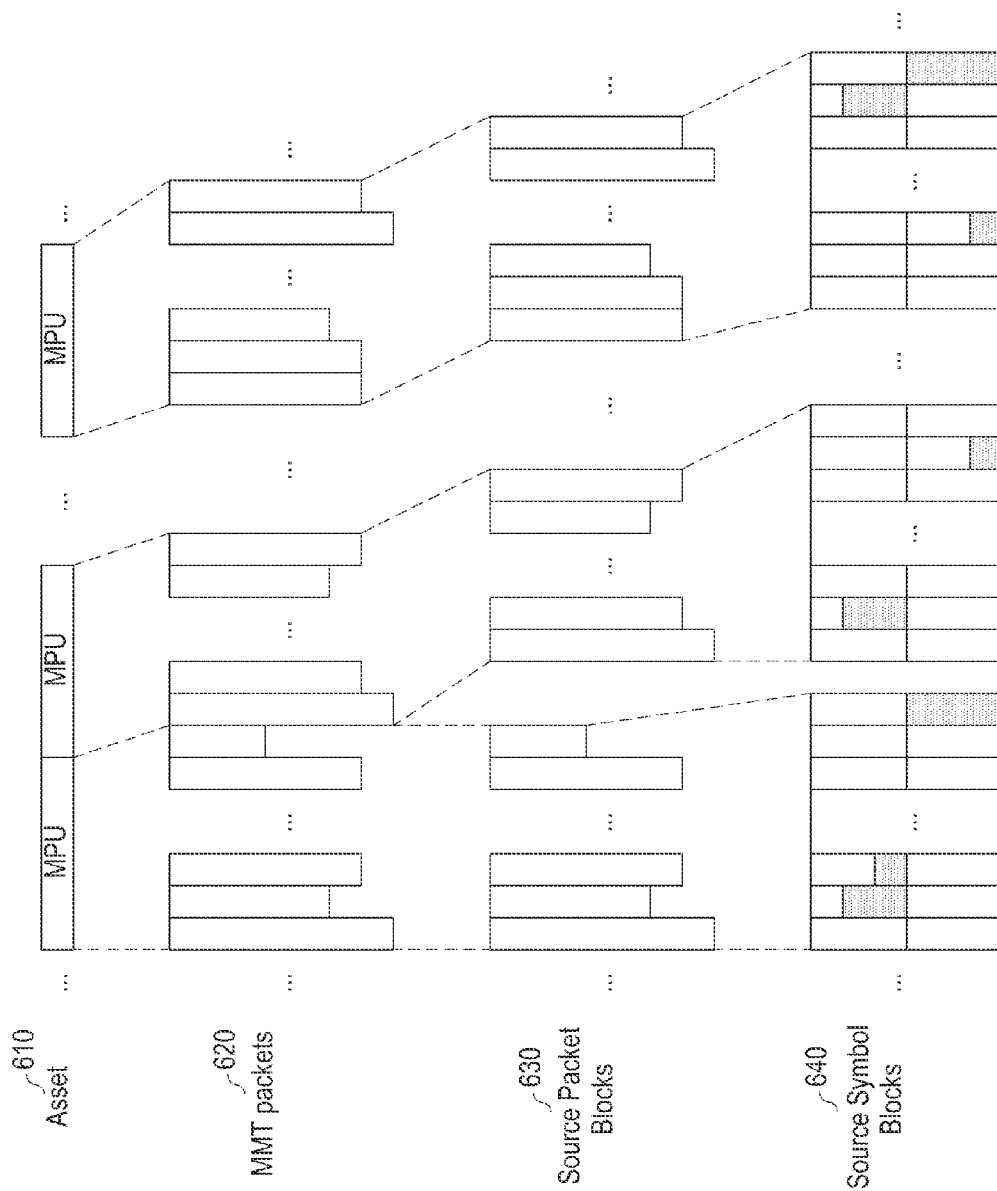 610
Asset
... MPU MPU ... MPU ...
620
MMT packets
... ... ... ... ... ...
630
Source Packet
Blocks
... ... ... ... ... ...
640
Source Symbol
Blocks
... ... ... ... ... ...